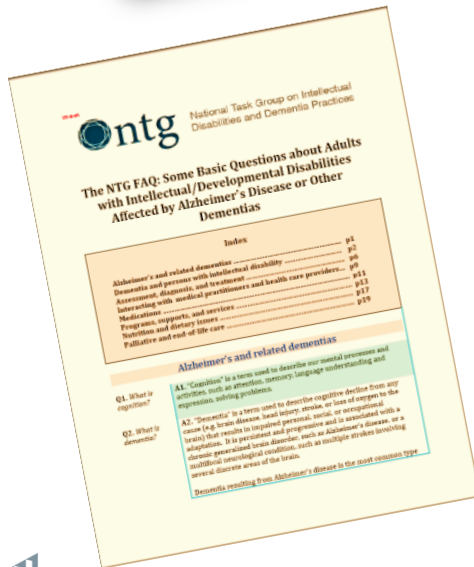 ntg
National Task Group on Intellectual
Disabilities and Dementia Practices
The NTG FAQ: Some Basic Questions about Adults
with Intellectual/Developmental Disabilities
Affected by Alzheimer's Disease or Other
Dementias
Index
Alzheimer's and related dementias ........ p1
Dementia and persons with intellectual disability ........ p2
Assessment, diagnosis, and treatment ........ p6
Interacting with medical practitioners and health care providers... p9
Medications ........ p11
Programs, supports, and services ........ p13
Nutrition and dietary issues ........ p17
Palliative and end-of-life care ........ p19
Alzheimer's and related dementias
Q1. What is
cognition?
A1. "Cognition" is a term used to describe our mental processes and
activities, such as attention, memory, language understanding and
expression, solving problems.
Q2. What is
dementia?
A2. "Dementia" is a term used to describe cognitive decline from any
cause (e.g. brain disease, head injury, stroke, or loss of oxygen to the
brain) that results in impaired personal, social, or occupational
adaptation. It is persistent and progressive and is associated with a
chronic generalized brain disorder, such as Alzheimer's disease, or a
multifocal neurological condition, such as multiple strokes involving
several discrete areas of the brain.
Dementia resulting from Alzheimer's disease is the most common type